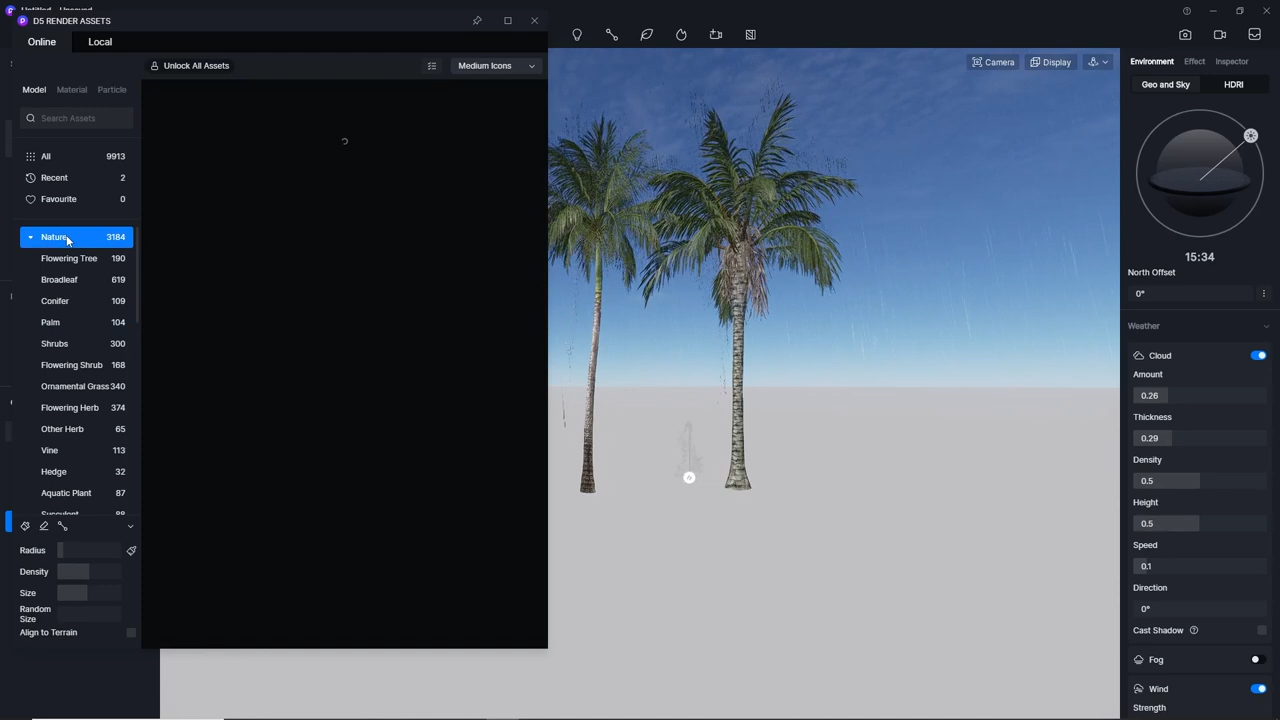 Untitled - Unsaved
D5 RENDER ASSETS
Online Local
Unlock All Assets Medium Icons
Model Material Particle
Search Assets
All 9913
Recent 2
Favourite 0
Nature 3184
Flowering Tree 190
Broadleaf 619
Conifer 109
Palm 104
Shrubs 300
Flowering Shrub 168
Ornamental Grass 340
Flowering Herb 374
Other Herb 65
Vine 113
Hedge 32
Aquatic Plant 87
Succulent 88
Radius
Density
Size
Random
Size
Align to Terrain
Camera Display
Environment Effect Inspector
Geo and Sky HDRI
15:34
North Offset
0°
Weather
Cloud
Amount
0.26
Thickness
0.29
Density
0.5
Height
0.5
Speed
0.1
Direction
0°
Cast Shadow
Fog
Wind
Strength